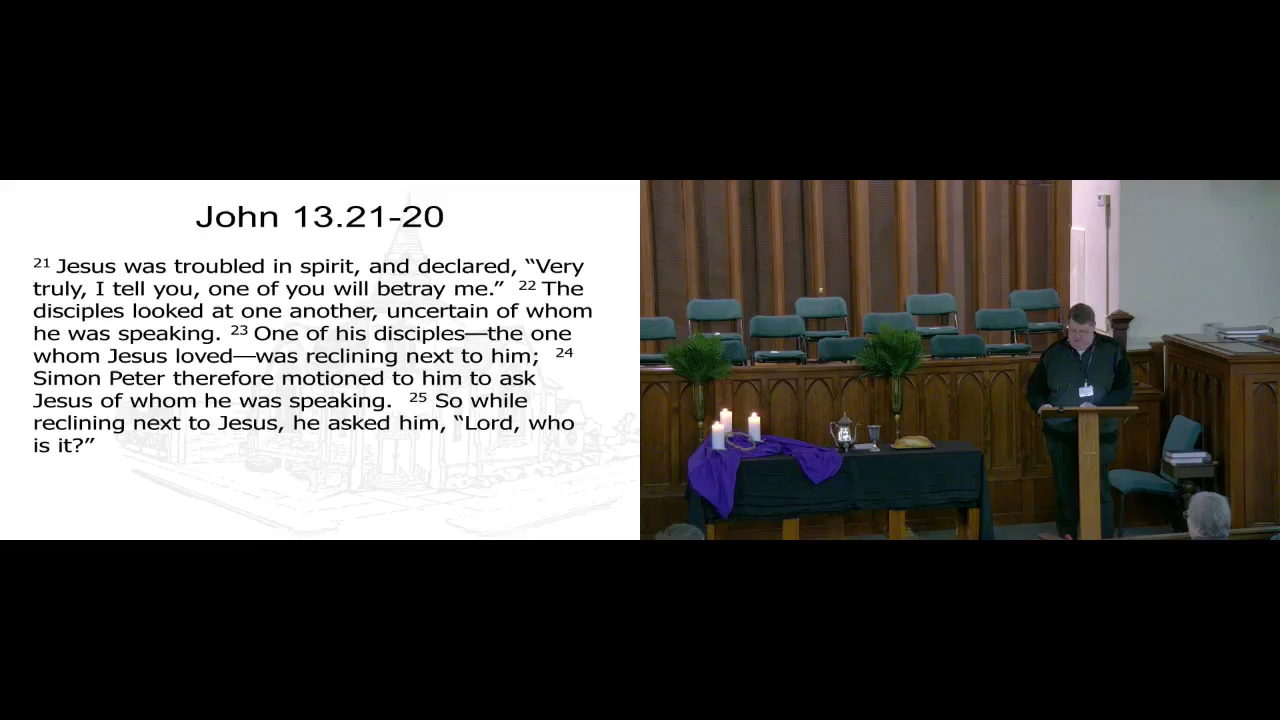 John 13.21-20
21 Jesus was troubled in spirit, and declared, “Very
truly, I tell you, one of you will betray me.” 22 The
disciples looked at one another, uncertain of whom
he was speaking. 23 One of his disciples—the one
whom Jesus loved—was reclining next to him; 24
Simon Peter therefore motioned to him to ask
Jesus of whom he was speaking. 25 So while
reclining next to Jesus, he asked him, “Lord, who
is it?”